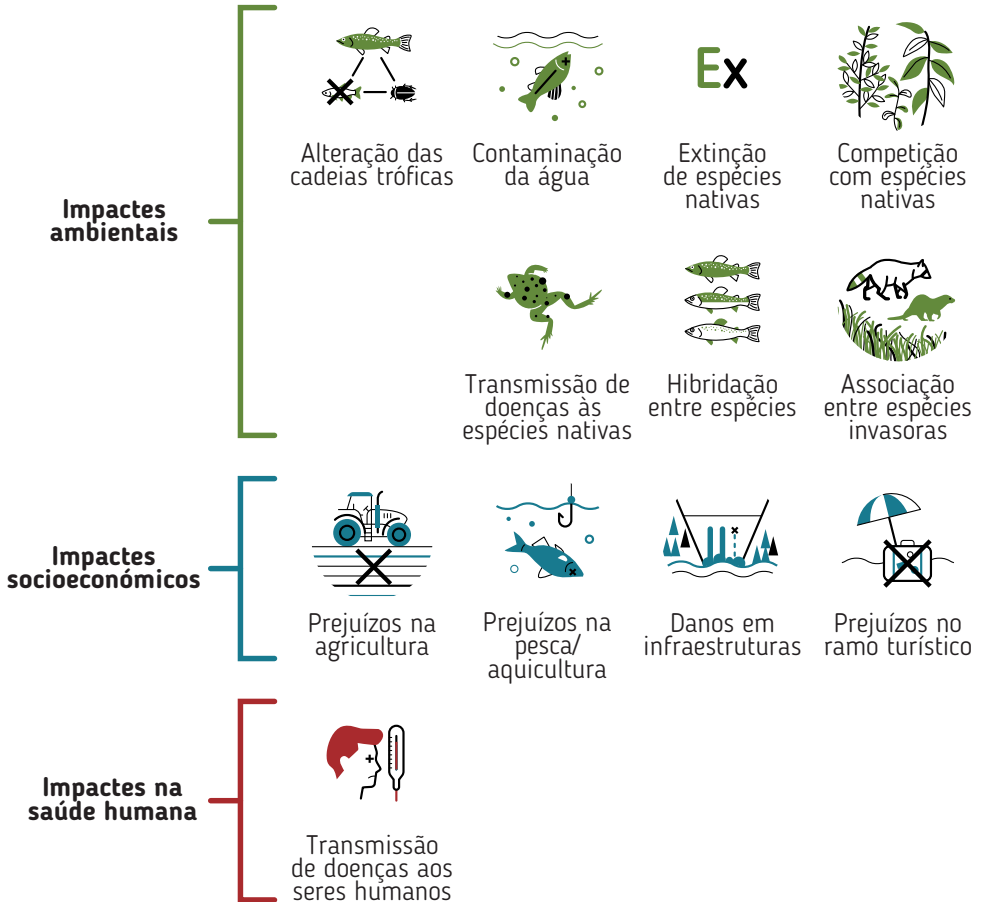 Impactes
ambientais
Alteração das
cadeias tróficas
Contaminação
da água
Ex
Extinção
de espécies
nativas
Competição
com espécies
nativas
Transmissão de
doenças às
espécies nativas
Hibridação
entre espécies
Associação
entre espécies
invasoras
Impactes
socioeconómicos
Prejuízos na
agricultura
Prejuízos na
pesca/
aquicultura
Danos em
infraestruturas
Prejuízos no
ramo turístico
Impactes na
saúde humana
Transmissão
de doenças aos
seres humanos